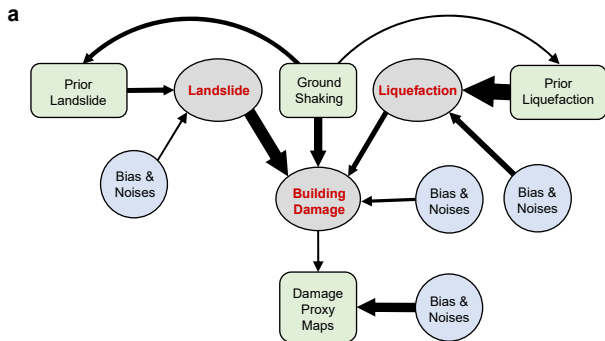 a
Prior
Landslide
Landslide
Ground
Shaking
Liquefaction
Prior
Liquefaction
Bias &
Noises
Building
Damage
Bias &
Noises
Bias &
Noises
Damage
Proxy
Maps
Bias &
Noises